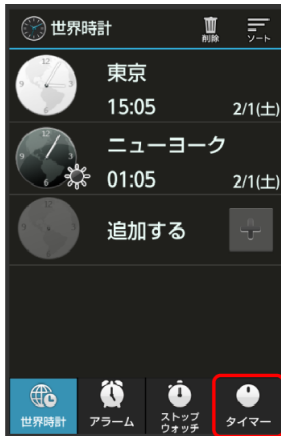 世界時計
削除
ソート
東京
15:05 2/1(土)
ニューヨーク
01:05 2/1(土)
追加する
世界時計
アラーム
ストップ
ウォッチ
タイマー